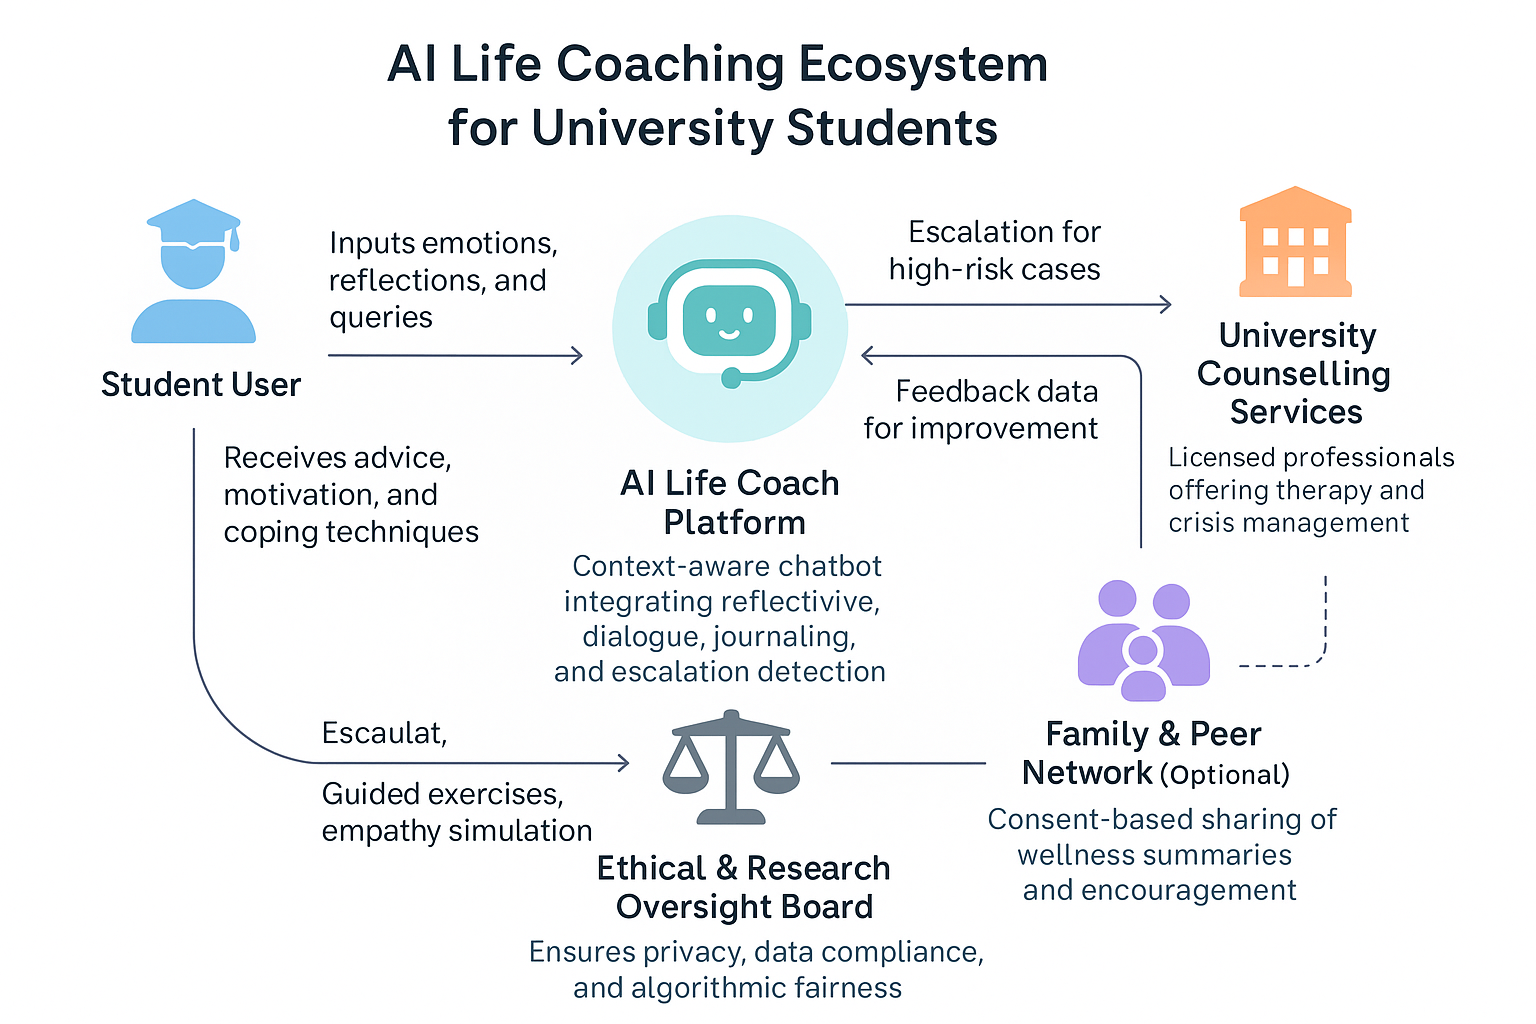 AI Life Coaching Ecosystem
for University Students
Inputs emotions,
reflections, and
queries
Student User
Receives advice,
motivation, and
coping techniques
Escalation for
high-risk cases
Feedback data
for improvement
University
Counselling
Services
Licensed professionals
offering therapy and
crisis management
AI Life Coach
Platform
Context-aware chatbot
integrating reflectivive,
dialogue, journaling,
and escalation detection
Escaulat,
Guided exercises,
empathy simulation
Ethical & Research
Oversight Board
Ensures privacy, data compliance,
and algorithmic fairness
Family & Peer
Network (Optional)
Consent-based sharing of
wellness summaries
and encouragement